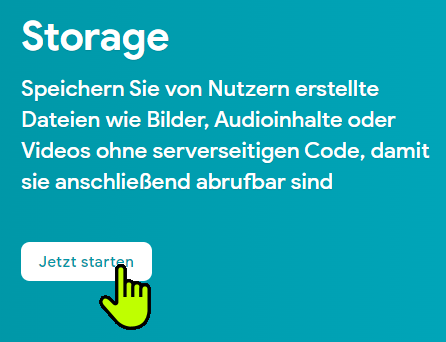 Storage
Speichern Sie von Nutzern erstellte
Dateien wie Bilder, Audioinhalte oder
Videos ohne serverseitigen Code, damit
sie anschließend abrufbar sind
Jetzt starten